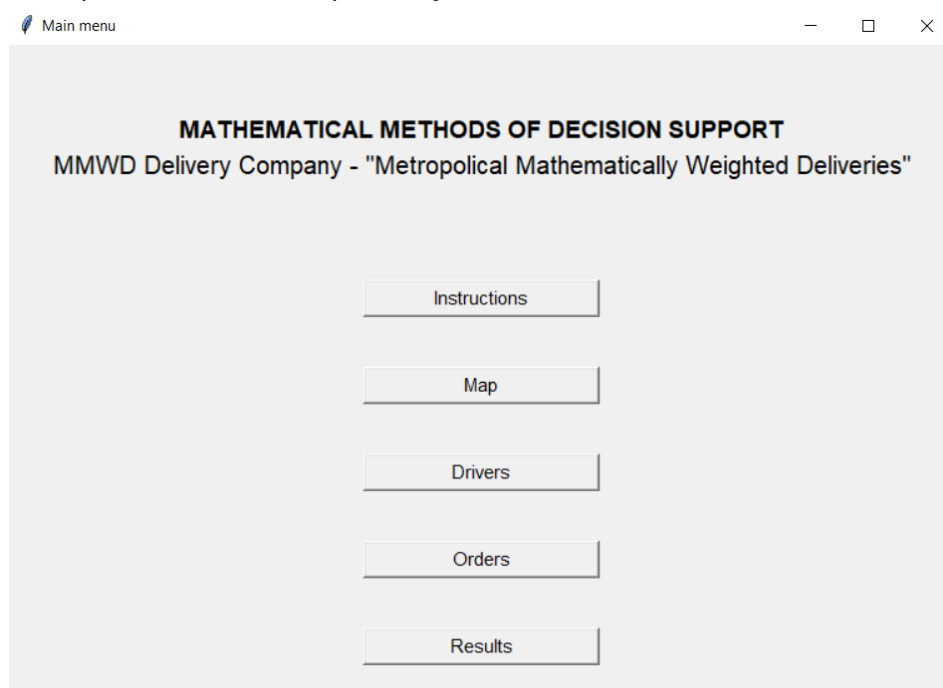 Main menu
MATHEMATICAL METHODS OF DECISION SUPPORT
MMWD Delivery Company - "Metropolical Mathematically Weighted Deliveries"
Instructions
Map
Drivers
Orders
Results